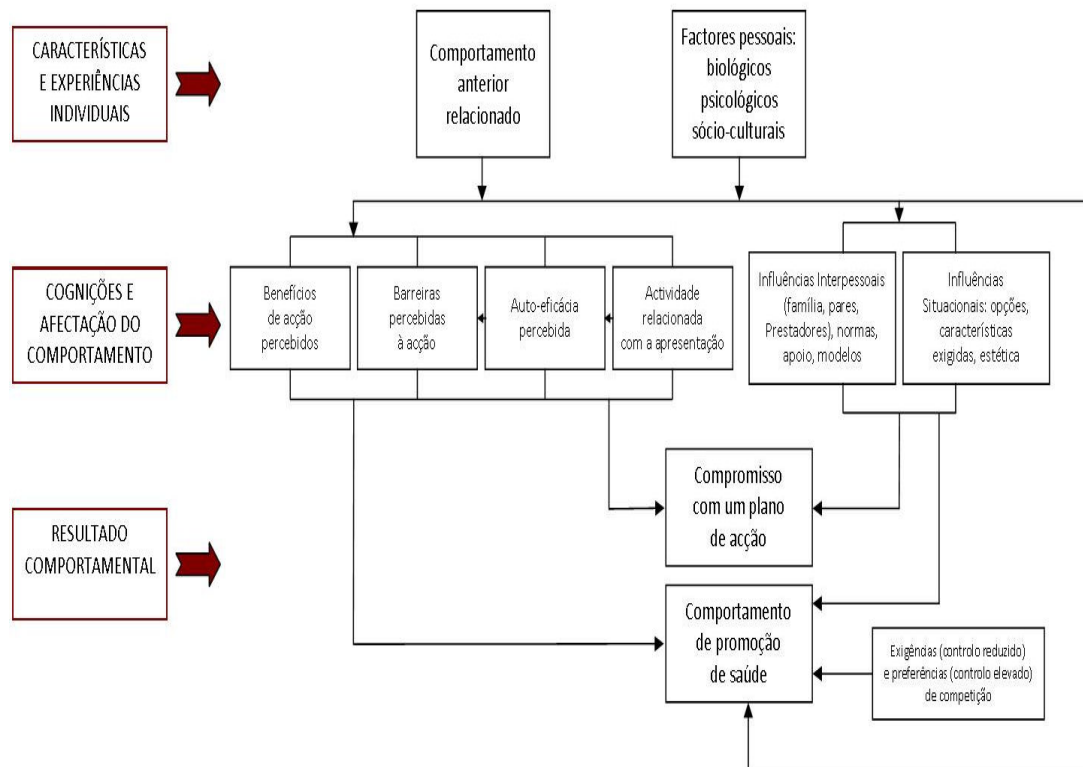 CARACTERÍSTICAS
E EXPERIÊNCIAS
INDIVIDUAIS
Comportamento
anterior
relacionado
Factores pessoais:
biológicos
psicológicos
sócio-culturais
COGNIÇÕES E
AFECTAÇÃO DO
COMPORTAMENTO
Benefícios
de acção
percebidos
Barreiras
percebidas
à acção
Auto-eficácia
percebida
Actividade
relacionada
com a apresentação
Influências Interpessoais
(família, pares,
Prestadores), normas,
apoio, modelos
Influências
Situacionais: opções,
características
exigidas, estética
Compromisso
com um plano
de acção
RESULTADO
COMPORTAMENTAL
Comportamento
de promoção
de saúde
Exigências (controlo reduzido)
e preferências (controlo elevado)
de competição